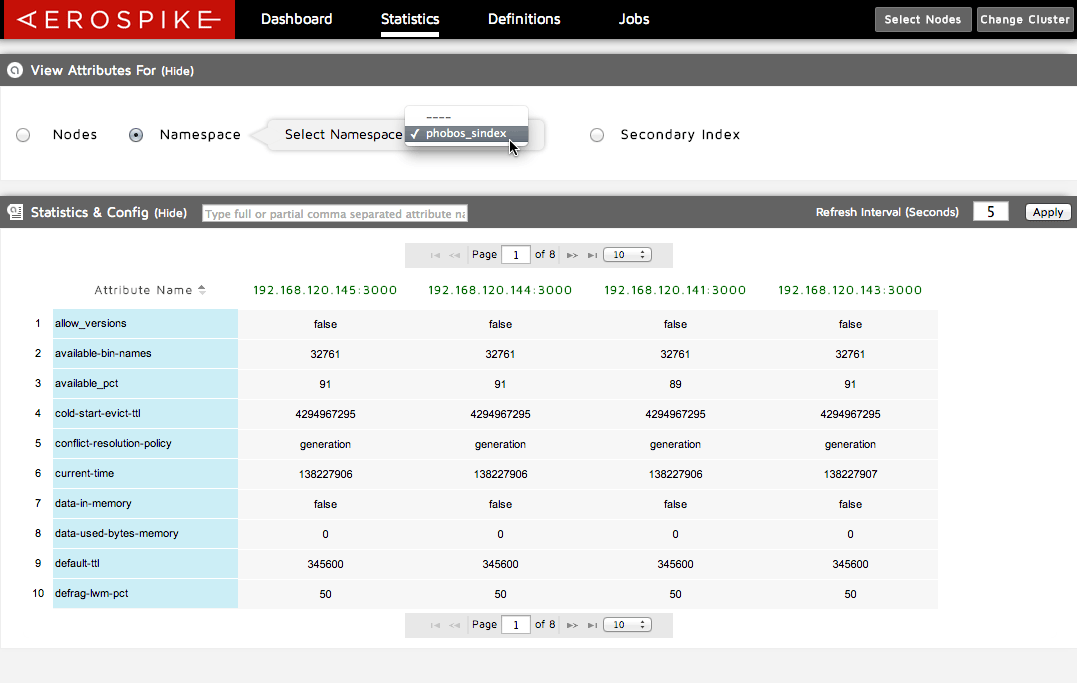 AEROSPIKE Dashboard Statistics Definitions Jobs Select Nodes Change Cluster
View Attributes For (Hide)
----
Nodes Namespace Select Namespace ✓ phobos_sindex Secondary Index
Statistics & Config (Hide) Type full or partial comma separated attribute na Refresh Interval (Seconds) 5 Apply
Page 1 of 8 10
Attribute Name 192.168.120.145:3000 192.168.120.144:3000 192.168.120.141:3000 192.168.120.143:3000
1 allow_versions false false false false
2 available-bin-names 32761 32761 32761 32761
3 available_pct 91 91 89 91
4 cold-start-evict-ttl 4294967295 4294967295 4294967295 4294967295
5 conflict-resolution-policy generation generation generation generation
6 current-time 138227906 138227906 138227906 138227907
7 data-in-memory false false false false
8 data-used-bytes-memory 0 0 0 0
9 default-ttl 345600 345600 345600 345600
10 defrag-lwm-pct 50 50 50 50
Page 1 of 8 10